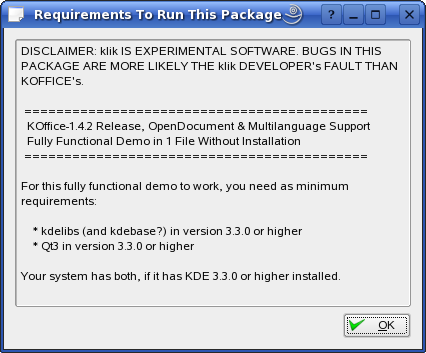 Requirements To Run This Package
DISCLAIMER: klik IS EXPERIMENTAL SOFTWARE. BUGS IN THIS
PACKAGE ARE MORE LIKELY THE klik DEVELOPER's FAULT THAN
KOFFICE's.
=============================================
KOffice-1.4.2 Release, OpenDocument & Multilanguage Support
Fully Functional Demo in 1 File Without Installation
=============================================
For this fully functional demo to work, you need as minimum
requirements:
* kdelibs (and kdebase?) in version 3.3.0 or higher
* Qt3 in version 3.3.0 or higher
Your system has both, if it has KDE 3.3.0 or higher installed.
OK